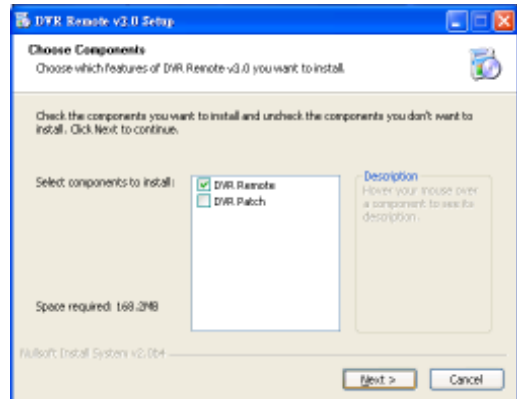 DVR Remote v3.0 Setup
Choose Components
Choose which features of DVR Remote v3.0 you want to install.
Check the components you want to install and uncheck the components you don't want to
install. Click Next to continue.
Select components to install:
DVR Remote
DVR Patch
Description
Hover your mouse over
a component to see its
description.
Space required: 168.2MB
Nullsoft Install System v2.0b4
Next >
Cancel